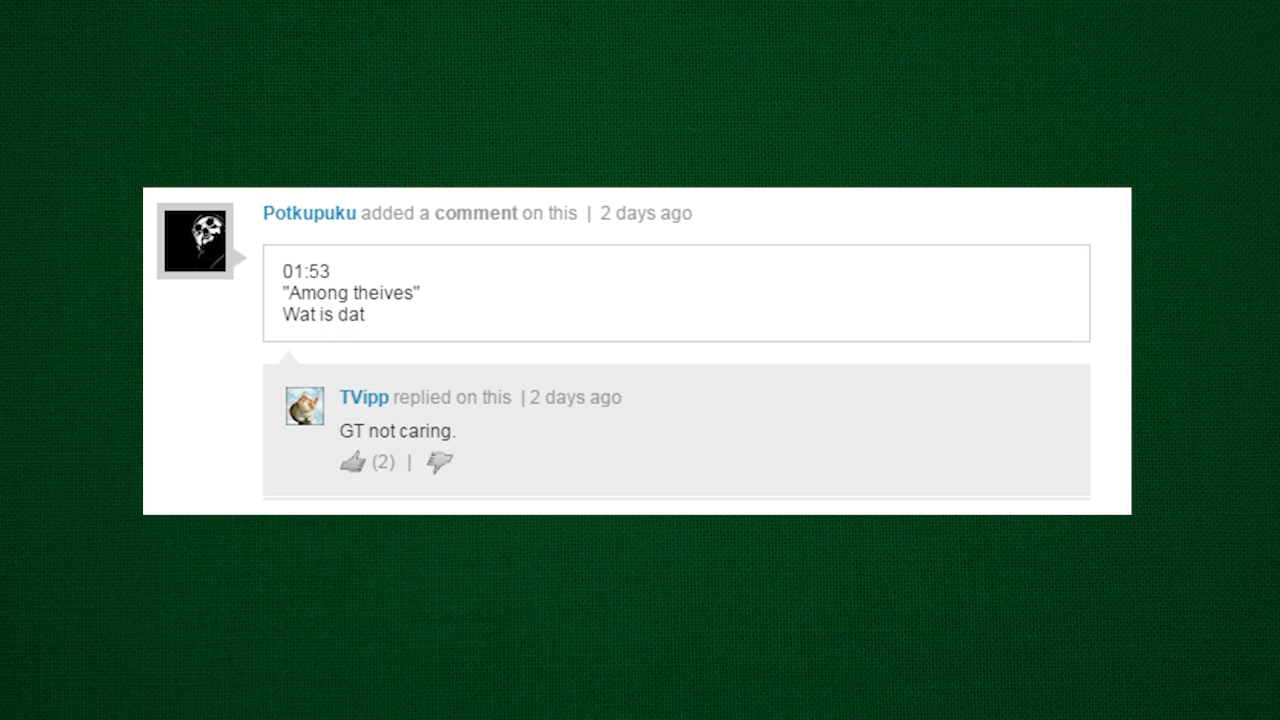 Potkupuku added a comment on this | 2 days ago
01:53
"Among theives"
Wat is dat
TVipp replied on this | 2 days ago
GT not caring.
(2) |